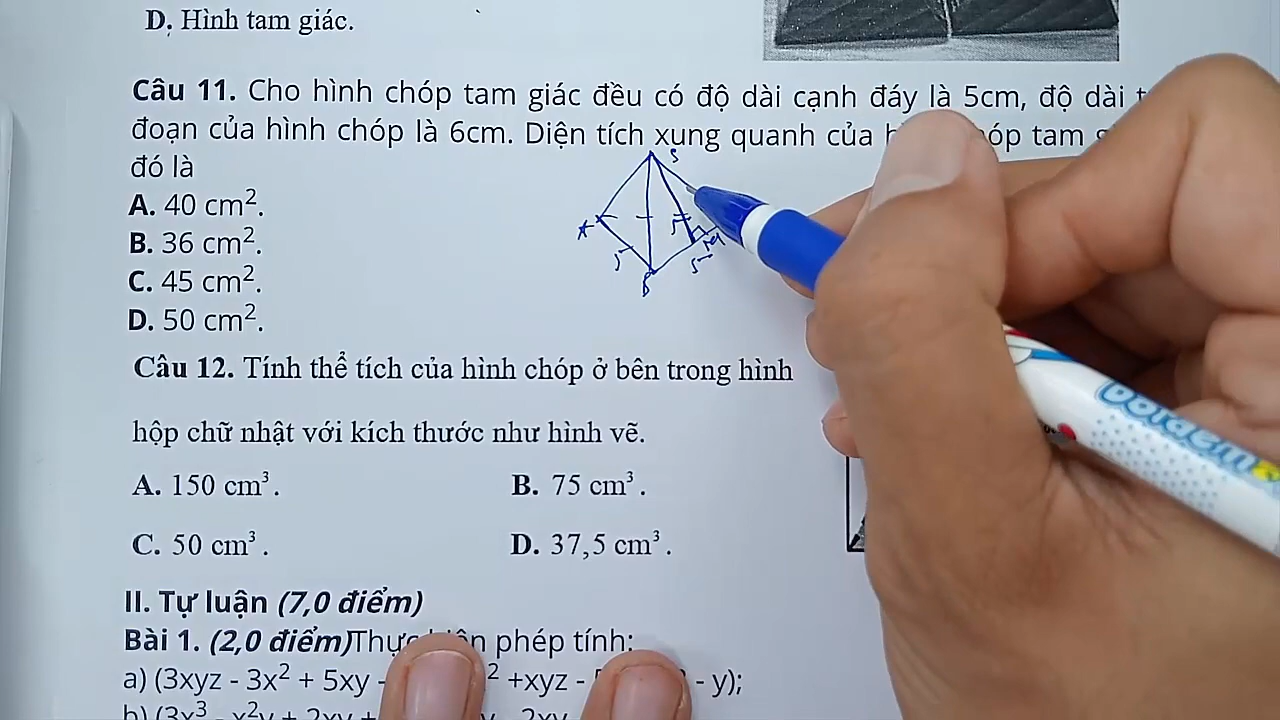 D. Hình tam giác.
Câu 11. Cho hình chóp tam giác đều có độ dài cạnh đáy là 5cm, độ dài
đoạn của hình chóp là 6cm. Diện tích xung quanh của tam
đó là
S
A. 40 cm².
B. 36 cm².
C. 45 cm².
D. 50 cm².
A
5
M
5
B
Câu 12. Tính thể tích của hình chóp ở bên trong hình
hộp chữ nhật với kích thước như hình vẽ.
A. 150 cm³.
B. 75 cm³.
C. 50 cm³.
D. 37,5 cm³.
Doraemon
II. Tự luận (7,0 điểm)
Bài 1. (2,0 điểm)Thực phép tính:
a) (3xyz - 3x² + 5xy - +xyz - - y);